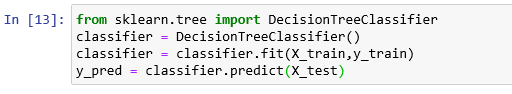 In [13]: from sklearn.tree import DecisionTreeClassifier
classifier = DecisionTreeClassifier()
classifier = classifier.fit(X_train,y_train)
y_pred = classifier.predict(X_test)